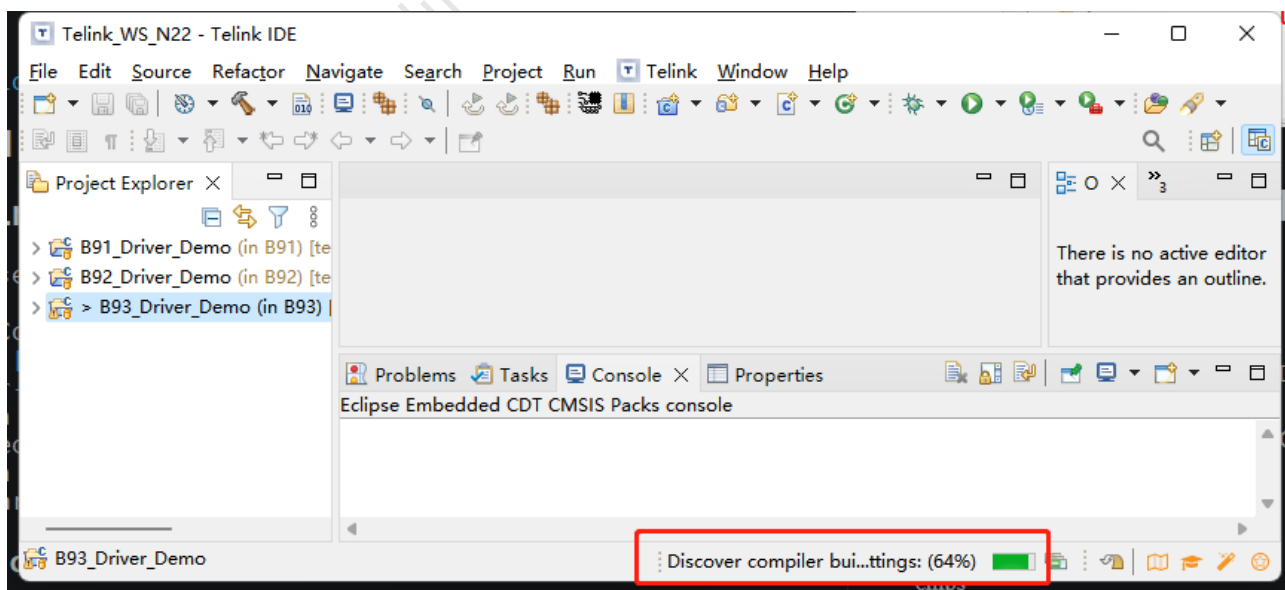 Telink_WS_N22 - Telink IDE
File Edit Source Refactor Navigate Search Project Run Telink Window Help
Project Explorer
O
»3
B91_Driver_Demo (in B91) [te
B92_Driver_Demo (in B92) [te
> B93_Driver_Demo (in B93) [
There is no active editor
that provides an outline.
Problems Tasks Console Properties
Eclipse Embedded CDT CMSIS Packs console
B93_Driver_Demo
Discover compiler bui...ttings: (64%)